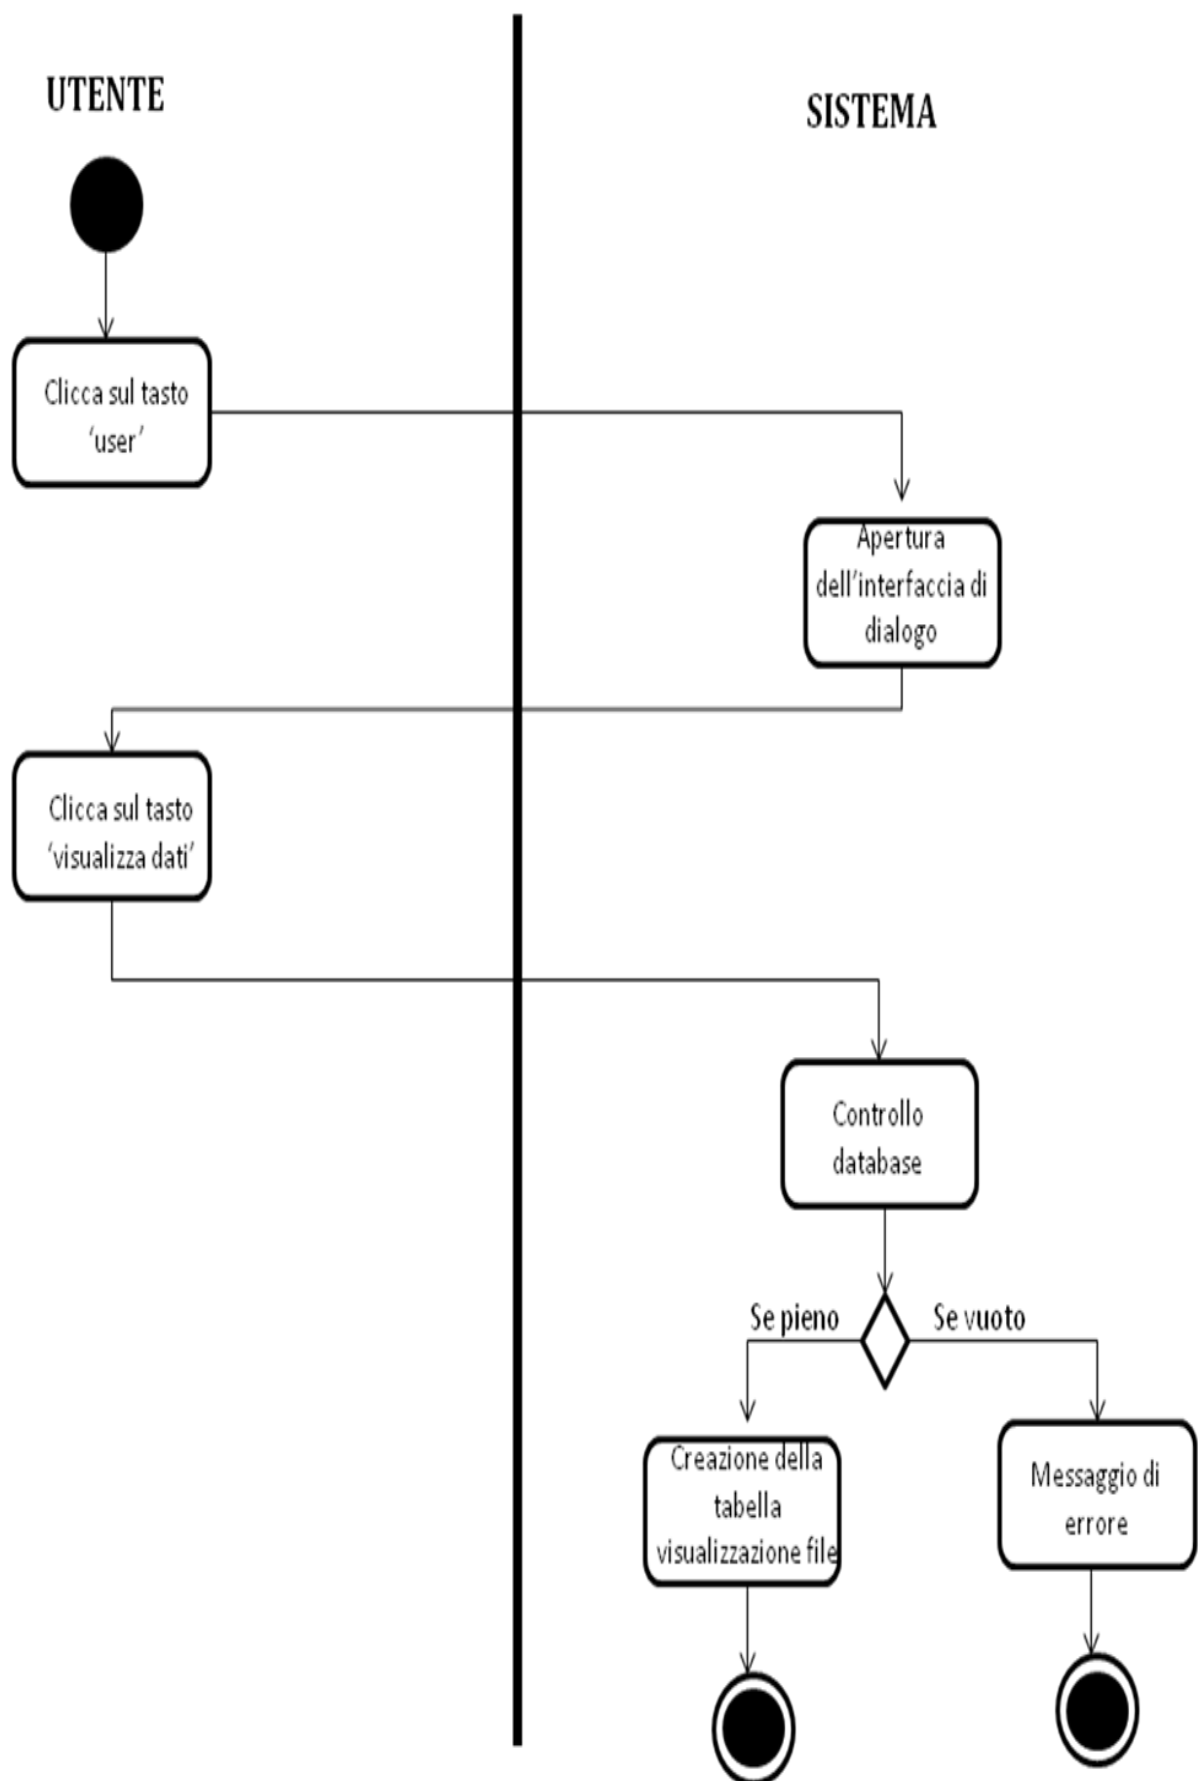 UTENTE
SISTEMA
Clicca sul tasto
‘user’
Apertura
dell’interfaccia di
dialogo
Clicca sul tasto
‘visualizza dati’
Controllo
database
Se pieno
Se vuoto
Creazione della
tabella
visualizzazione file
Messaggio di
errore